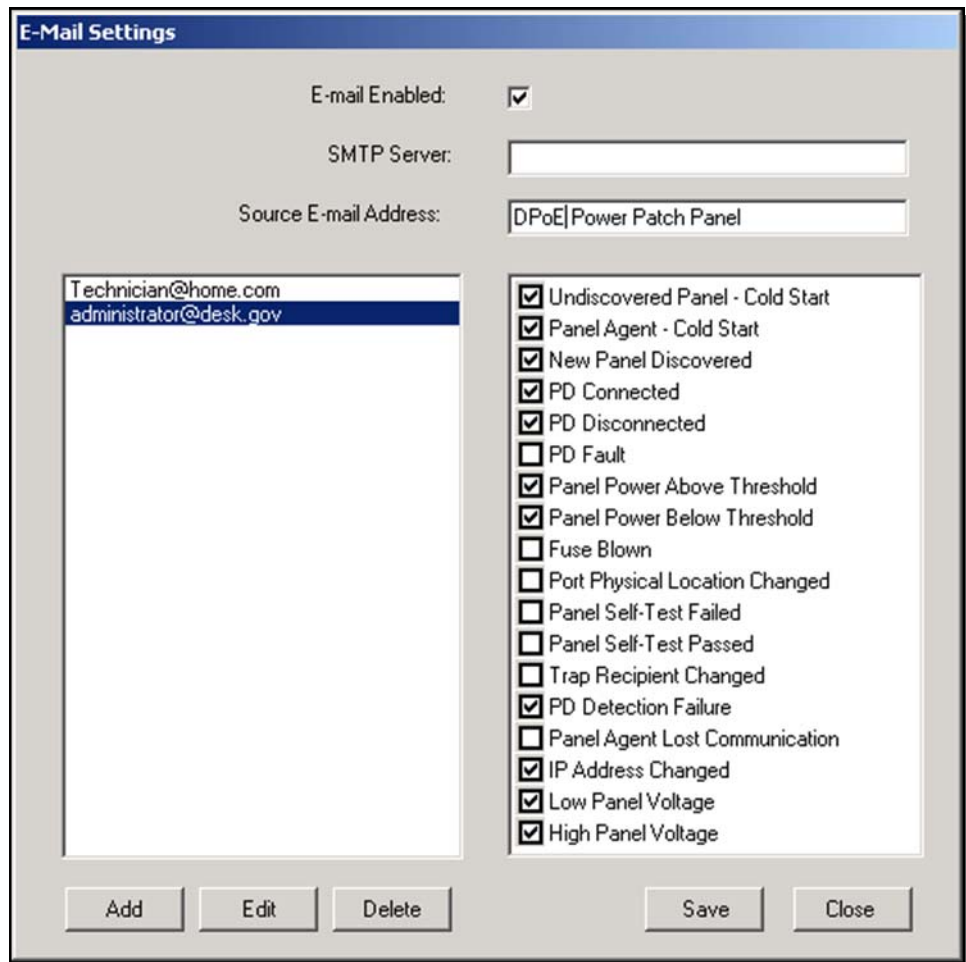 E-Mail Settings
E-mail Enabled:
SMTP Server:
Source E-mail Address:
DPoE Power Patch Panel
Technician@home.com
administrator@desk.gov
Undiscovered Panel - Cold Start
Panel Agent - Cold Start
New Panel Discovered
PD Connected
PD Disconnected
PD Fault
Panel Power Above Threshold
Panel Power Below Threshold
Fuse Blown
Port Physical Location Changed
Panel Self-Test Failed
Panel Self-Test Passed
Trap Recipient Changed
PD Detection Failure
Panel Agent Lost Communication
IP Address Changed
Low Panel Voltage
High Panel Voltage
Add Edit Delete Save Close